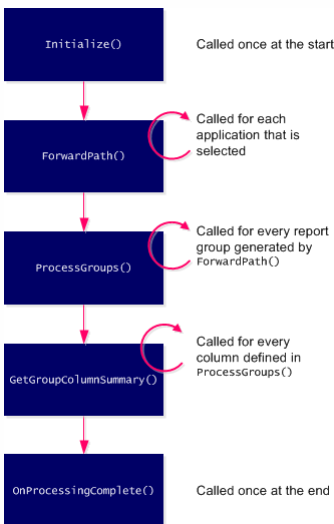 Initialize()
Called once at the start
ForwardPath()
Called for each
application that is
selected
ProcessGroups()
Called for every report
group generated by
ForwardPath()
GetGroupColumnSummary()
Called for every
column defined in
ProcessGroups()
OnProcessingComplete()
Called once at the end